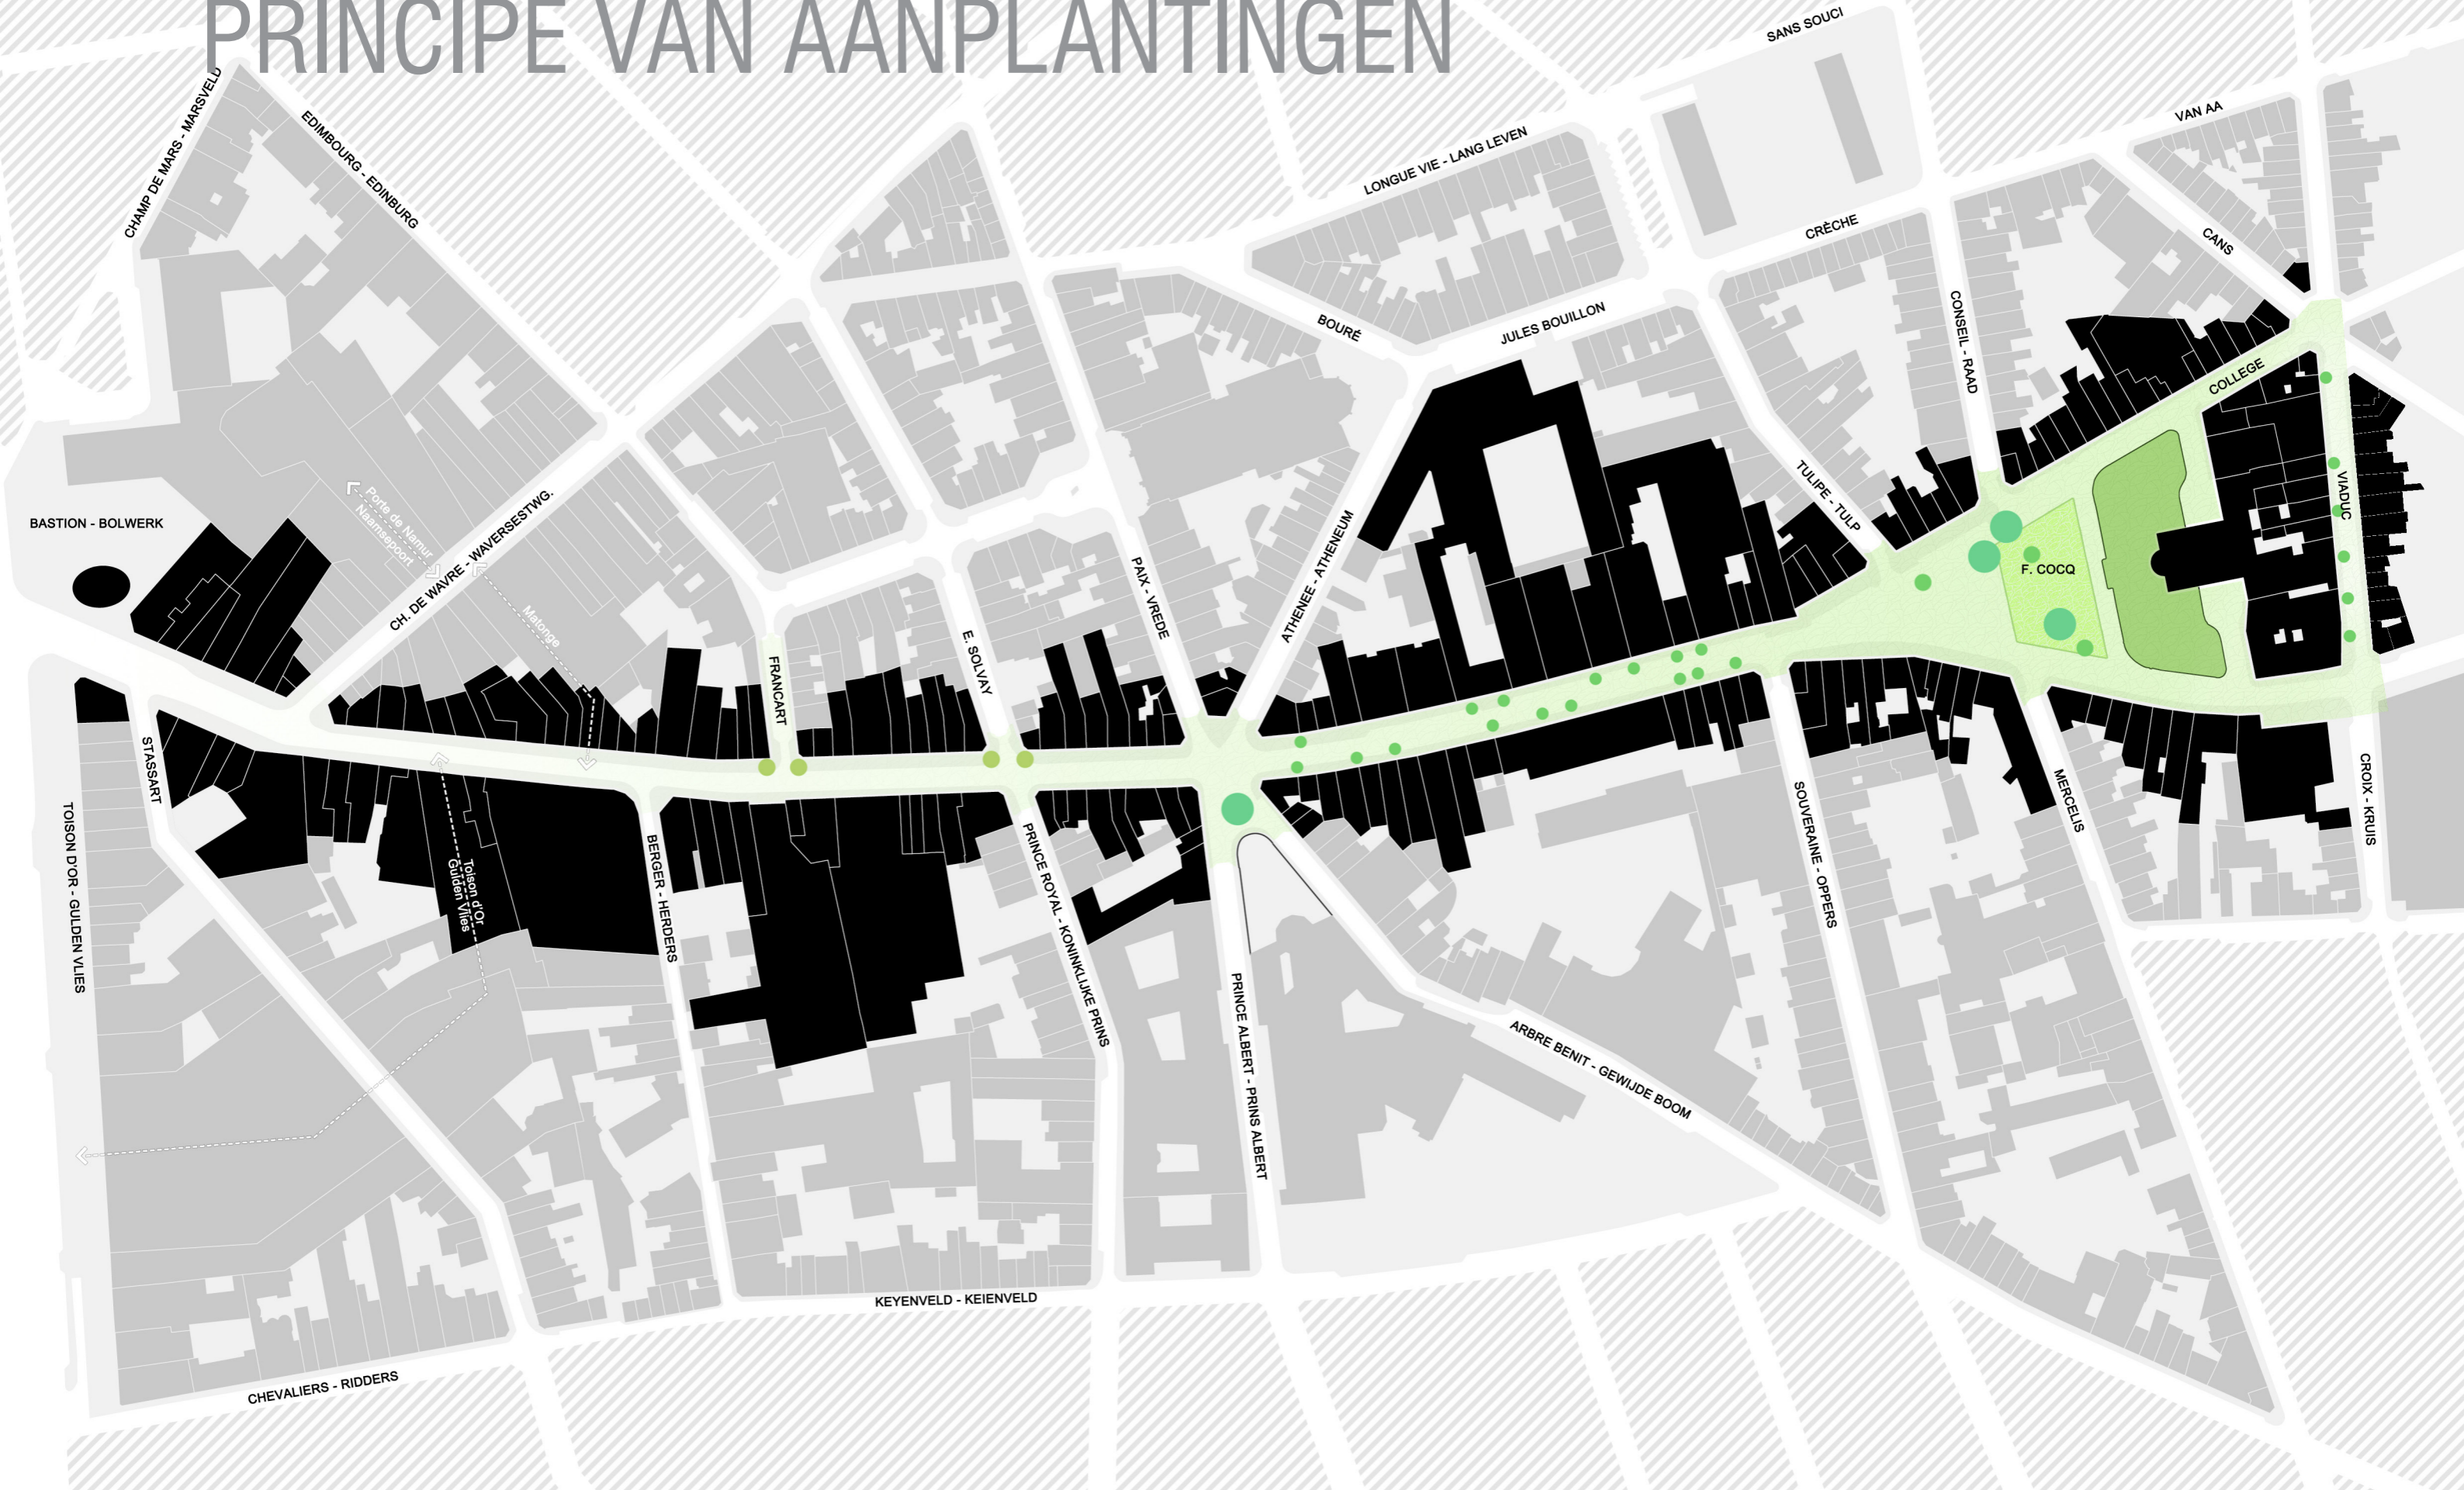 PRINCIPE VAN AANPLANTINGEN
SANS SOUCI
CHAMP DE MARS - MARSVELD
EDIMBOURG - EDINBURG
LONGUE VIE - LANG LEVEN
VAN AA
CRÈCHE
CANS
BOURÉ
JULES BOUILLON
CONSEIL - RAAD
COLLEGE
Porte de Namur
Naamsepoort
BASTION - BOLWERK
CH. DE WAVRE - WAVERSESTWG.
TULIPE - TULP
VIADUC
ATHENEE - ATHENEUM
PAIX - VREDE
F. COCQ
Matonge
E. SOLVAY
FRANCART
STASSART
TOISON D'OR - GULDEN VLIES
Toison d'Or
Gulden Vlies
BERGER - HERDERS
PRINCE ROYAL - KONINKLIJKE PRINS
SOUVERAINE - OPPERS
MERCELIS
CROIX - KRUIS
PRINCE ALBERT - PRINS ALBERT
ARBRE BENIT - GEWIJDE BOOM
KEYENVELD - KEIENVELD
CHEVALIERS - RIDDERS